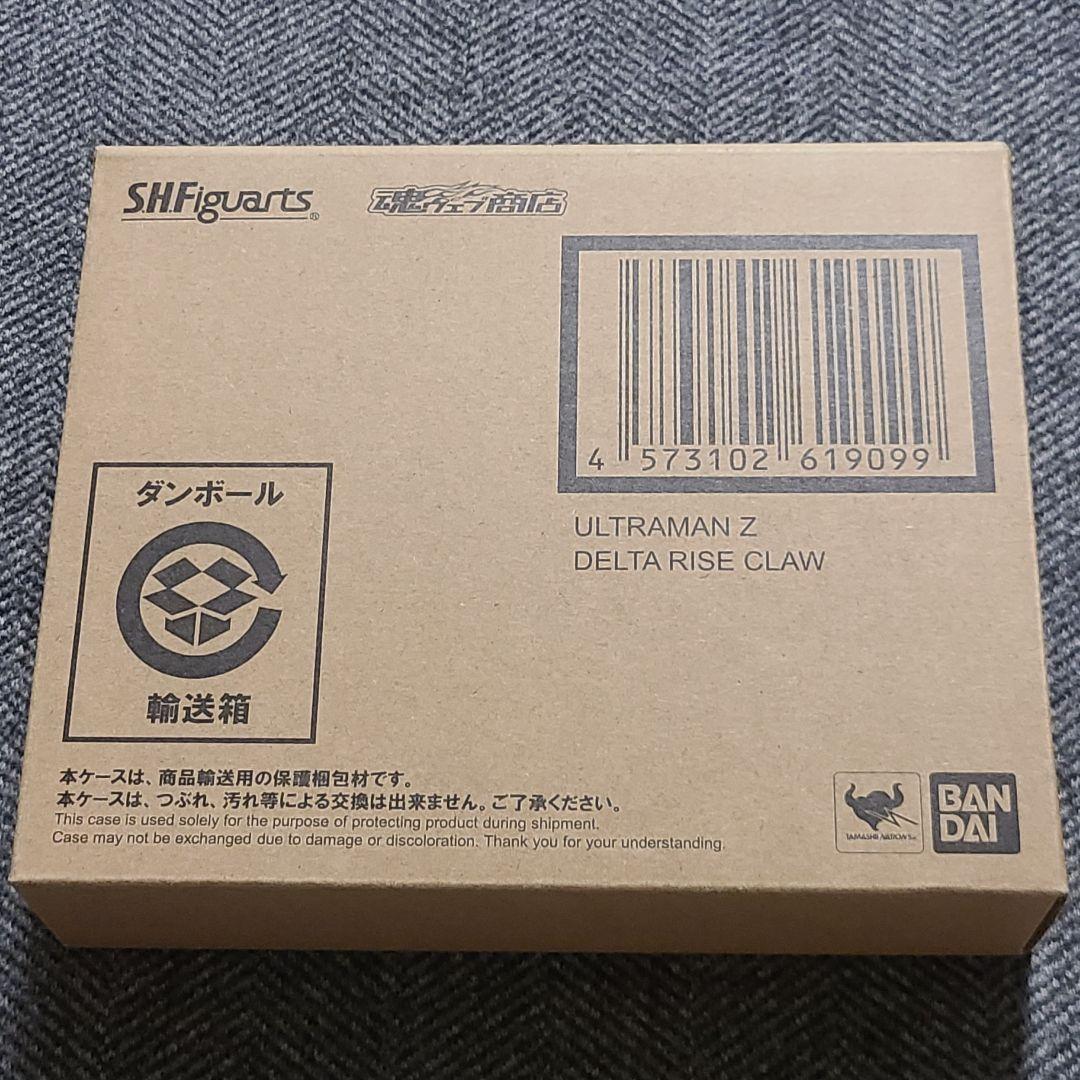 S.H.Figuarts®
魂ウェブ商店
4 573102 619099
ULTRAMAN Z
DELTA RISE CLAW
ダンボール
輸送箱
本ケースは、商品輸送用の保護梱包材です。
本ケースは、つぶれ、汚れ等による交換は出来ません。ご了承ください。
This case is used solely for the purpose of protecting product during shipment.
Case may not be exchanged due to damage or discoloration. Thank you for your understanding.
TAMASHII NATIONS
BAN
DAI